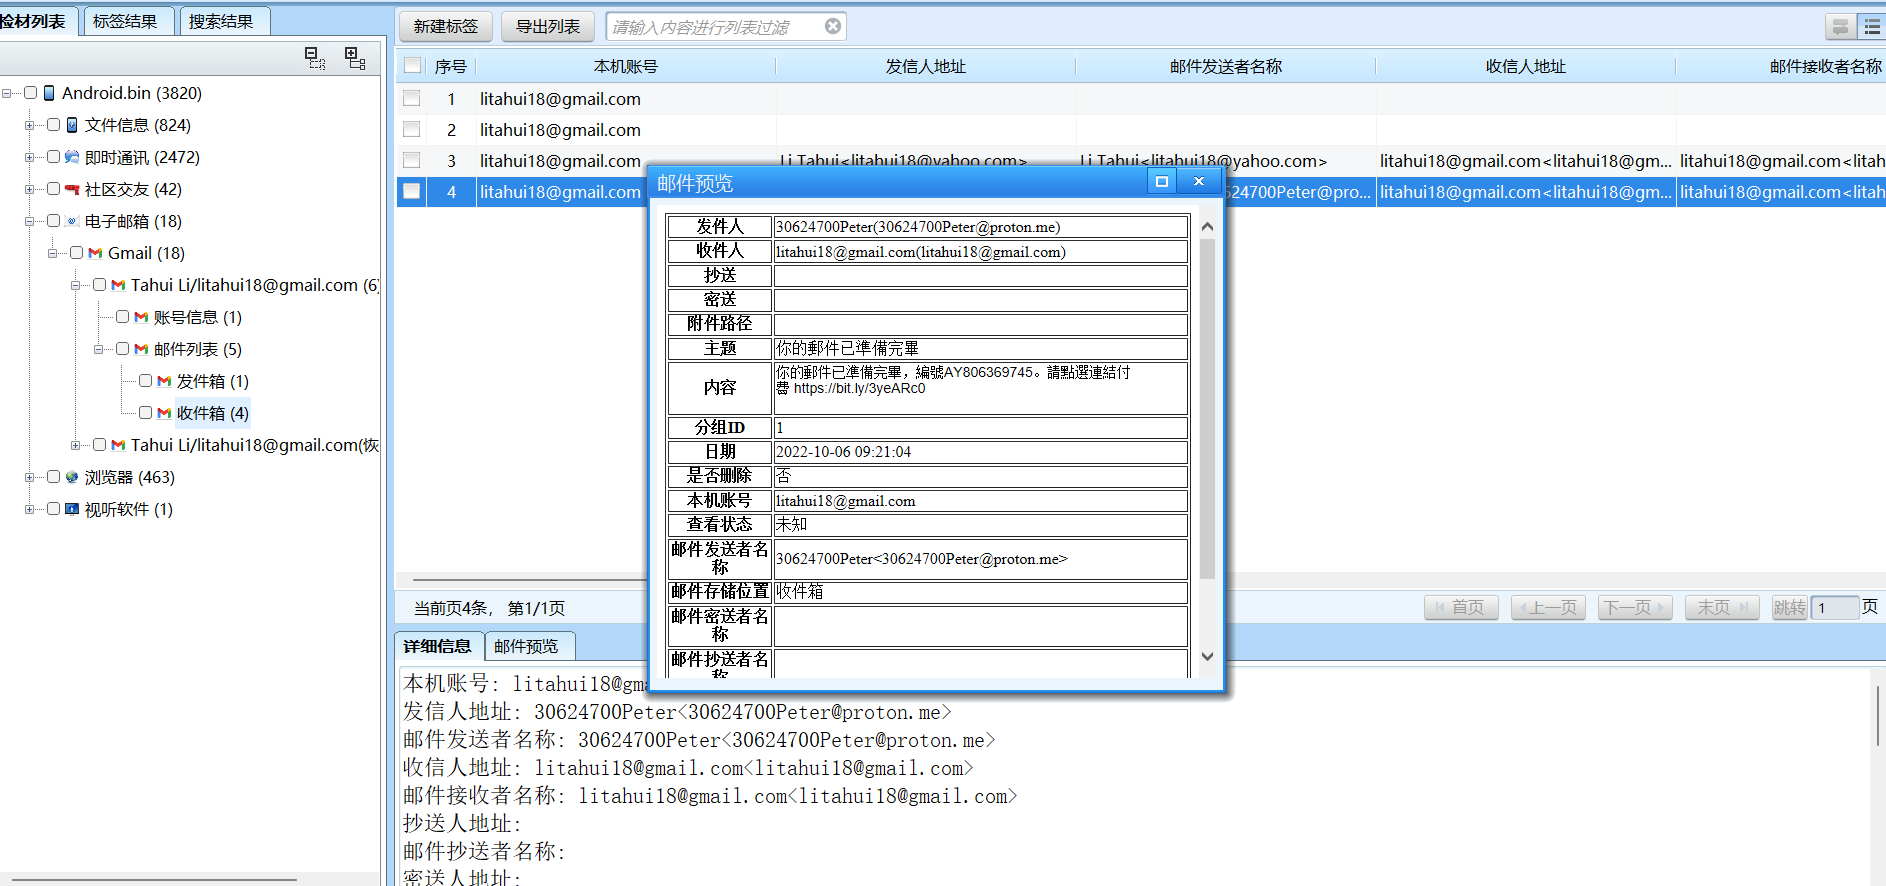 检材列表
标签结果
搜索结果
Android.bin (3820)
文件信息 (824)
即时通讯 (2472)
社区交友 (42)
电子邮箱 (18)
Gmail (18)
Tahui Li/litahui18@gmail.com (6)
账号信息 (1)
邮件列表 (5)
发件箱 (1)
收件箱 (4)
Tahui Li/litahui18@gmail.com(恢
浏览器 (463)
视听软件 (1)
新建标签
导出列表
请输入内容进行列表过滤
序号 本机账号 发信人地址 邮件发送者名称 收信人地址 邮件接收者名称
1 litahui18@gmail.com
2 litahui18@gmail.com
3 litahui18@gmail.com Li Tahui<litahui18@yahoo.com> Li Tahui<litahui18@yahoo.com> litahui18@gmail.com<litahui18@gm... litahui18@gmail.com<litah
4 litahui18@gmail.com 24700Peter@pro... litahui18@gmail.com<litahui18@gm... litahui18@gmail.com<litah
邮件预览
发件人 30624700Peter(30624700Peter@proton.me)
收件人 litahui18@gmail.com(litahui18@gmail.com)
抄送
密送
附件路径
主题 你的郵件已準備完畢
内容 你的郵件已準備完畢，編號AY806369745。請點選連結付
費 https://bit.ly/3yeARc0
分组ID 1
日期 2022-10-06 09:21:04
是否删除 否
本机账号 litahui18@gmail.com
查看状态 未知
邮件发送者名
称 30624700Peter<30624700Peter@proton.me>
邮件存储位置 收件箱
邮件密送者名
称
邮件抄送者名
称
当前页4条， 第1/1页
首页 上一页 下一页 末页 跳转 1 页
详细信息
邮件预览
本机账号: litahui18@gma
发信人地址: 30624700Peter<30624700Peter@proton.me>
邮件发送者名称: 30624700Peter<30624700Peter@proton.me>
收信人地址: litahui18@gmail.com<litahui18@gmail.com>
邮件接收者名称: litahui18@gmail.com<litahui18@gmail.com>
抄送人地址:
邮件抄送者名称:
密送人地址: